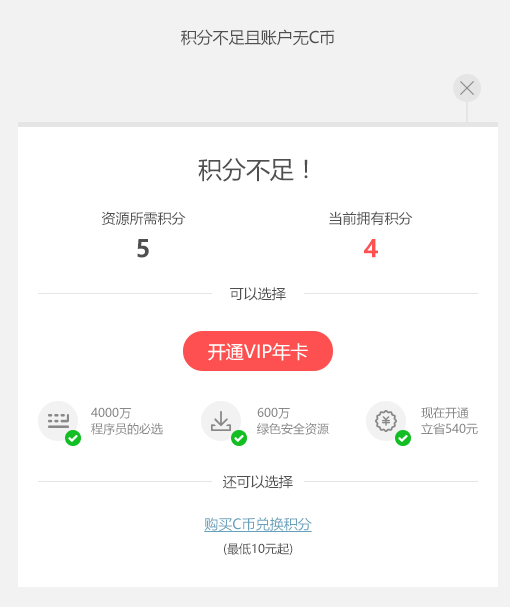 积分不足且账户无C币
积分不足！
资源所需积分 当前拥有积分
5 4
可以选择
开通VIP年卡
4000万 600万 现在开通
程序员的必选 绿色安全资源 立省540元
还可以选择
购买C币兑换积分
(最低10元起)